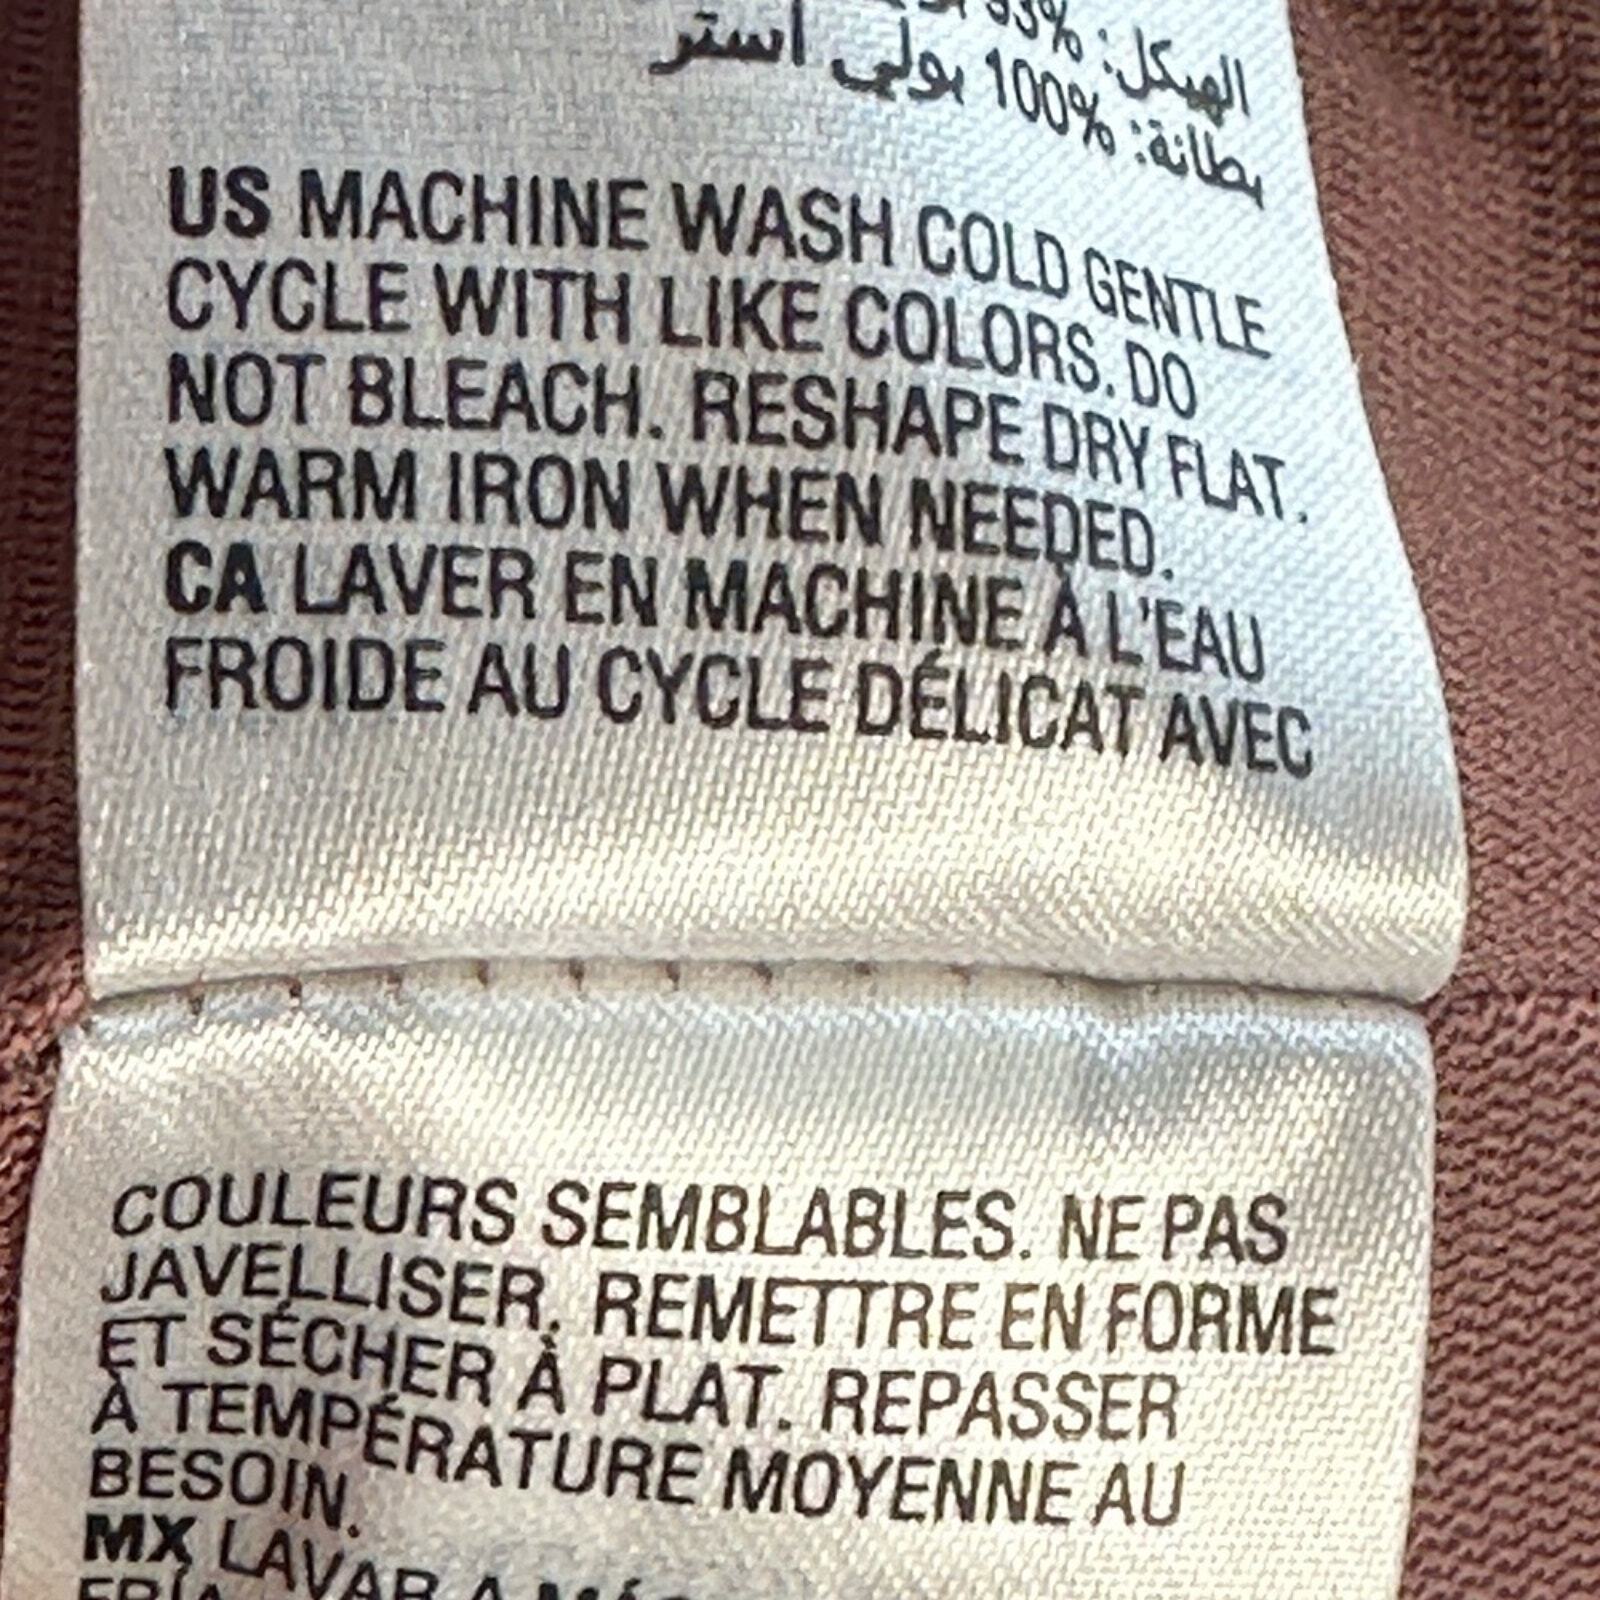 الهيكل: %93
بطانة: %100 بولي استر
US MACHINE WASH COLD GENTLE
CYCLE WITH LIKE COLORS. DO
NOT BLEACH. RESHAPE DRY FLAT.
WARM IRON WHEN NEEDED.
CA LAVER EN MACHINE À L'EAU
FROIDE AU CYCLE DÉLICAT AVEC
COULEURS SEMBLABLES. NE PAS
JAVELLISER. REMETTRE EN FORME
ET SÉCHER À PLAT. REPASSER
À TEMPÉRATURE MOYENNE AU
BESOIN.
MX LAVAR A
FRÍA